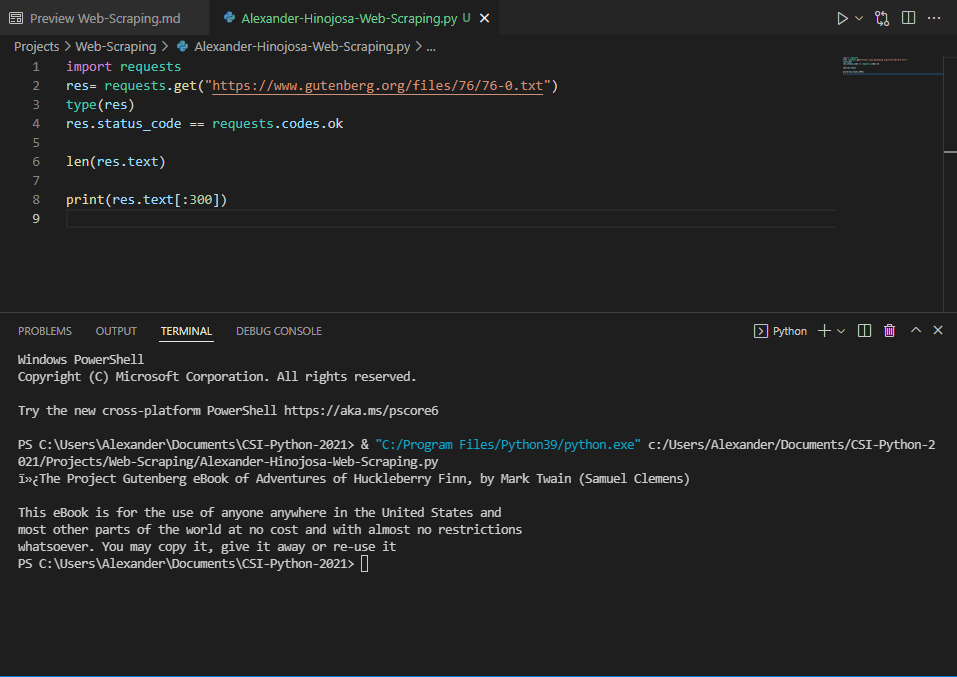 Preview Web-Scraping.md
Alexander-Hinojosa-Web-Scraping.py U
Projects > Web-Scraping > Alexander-Hinojosa-Web-Scraping.py > ...
1 import requests
2 res= requests.get("https://www.gutenberg.org/files/76/76-0.txt")
3 type(res)
4 res.status_code == requests.codes.ok
5
6 len(res.text)
7
8 print(res.text[:300])
9
PROBLEMS OUTPUT TERMINAL DEBUG CONSOLE Python
Windows PowerShell
Copyright (C) Microsoft Corporation. All rights reserved.
Try the new cross-platform PowerShell https://aka.ms/pscore6
PS C:\Users\Alexander\Documents\CSI-Python-2021> & "C:/Program Files/Python39/python.exe" c:/Users/Alexander/Documents/CSI-Python-2
021/Projects/Web-Scraping/Alexander-Hinojosa-Web-Scraping.py
ï»¿The Project Gutenberg eBook of Adventures of Huckleberry Finn, by Mark Twain (Samuel Clemens)
This eBook is for the use of anyone anywhere in the United States and
most other parts of the world at no cost and with almost no restrictions
whatsoever. You may copy it, give it away or re-use it
PS C:\Users\Alexander\Documents\CSI-Python-2021>